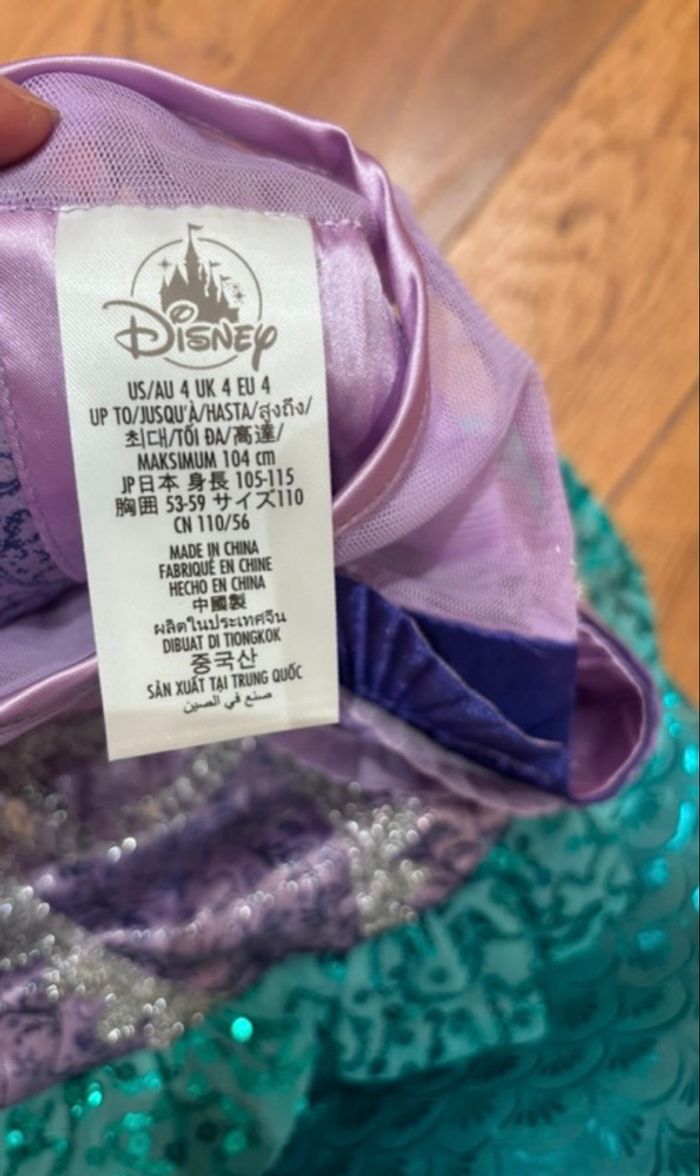 DISNEY
US/AU 4 UK 4 EU 4
UP TO/JUSQU'À/HASTA/สูงถึง/
최대/TỐI ĐA/高達/
MAKSIMUM 104 cm
JP日本 身長 105-115
胸囲 53-59 サイズ110
CN 110/56
MADE IN CHINA
FABRIQUÉ EN CHINE
HECHO EN CHINA
中國製
ผลิตในประเทศจีน
DIBUAT DI TIONGKOK
중국산
SẢN XUẤT TẠI TRUNG QUỐC
صنع في الصين